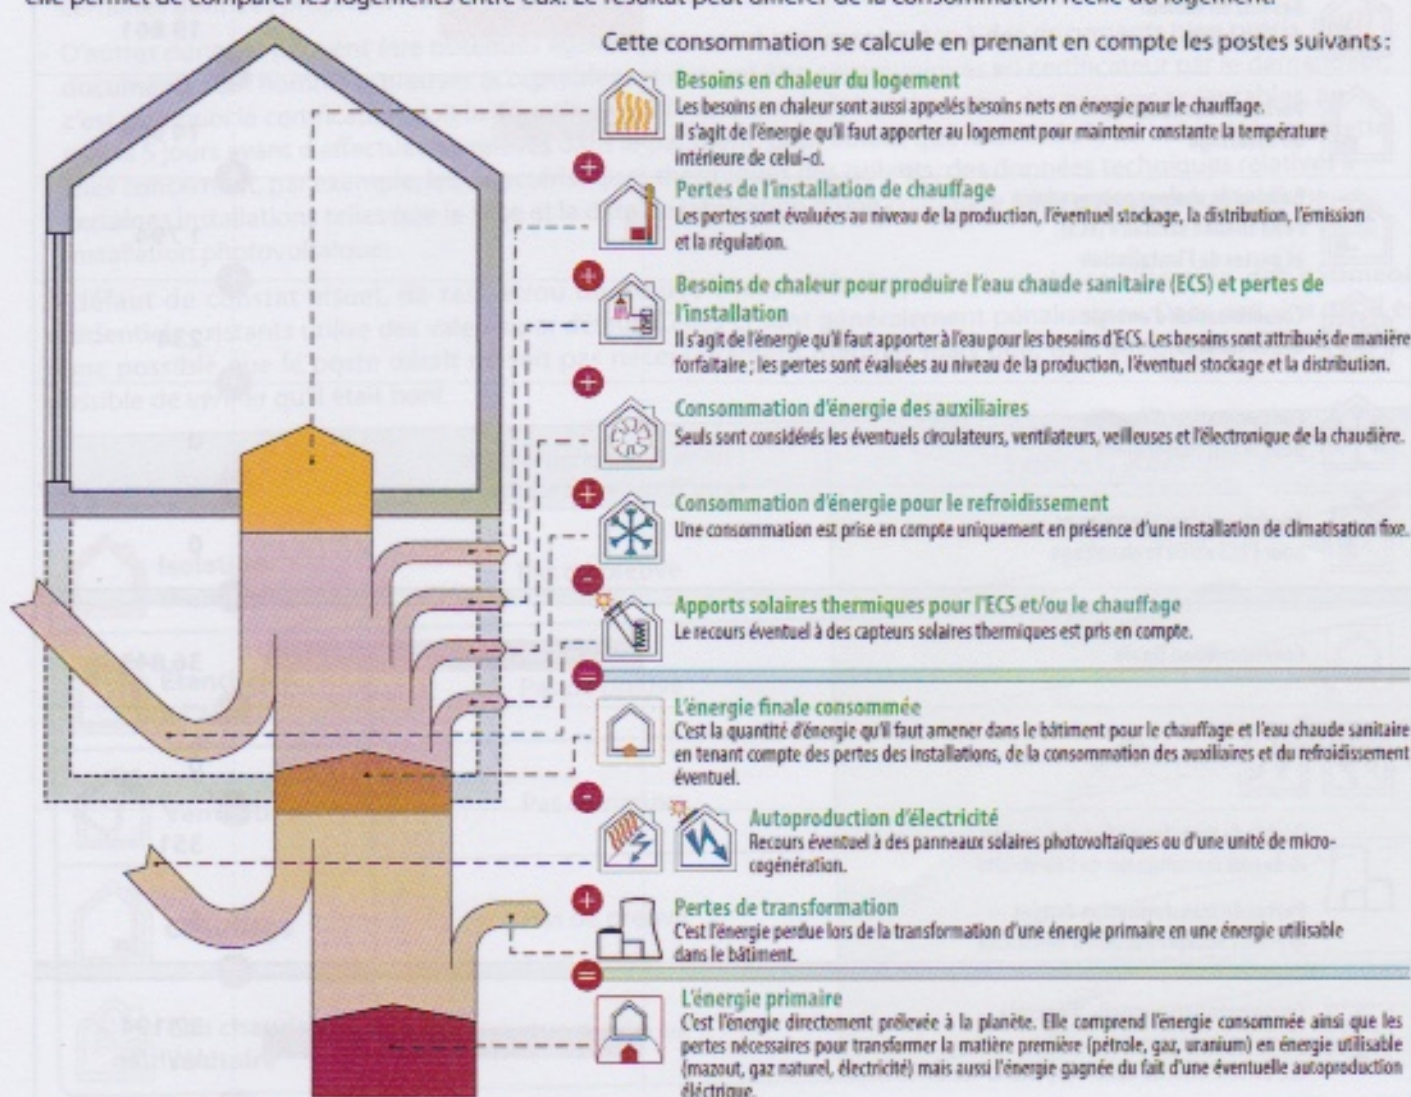 elle permet de comparer les logements entre eux. Le résultat peut différer de la consommation réelle du logement.
Cette consommation se calcule en prenant en compte les postes suivants :
Besoins en chaleur du logement
Les besoins en chaleur sont aussi appelés besoins nets en énergie pour le chauffage.
Il s'agit de l'énergie qu'il faut apporter au logement pour maintenir constante la température
intérieure de celui-ci.
+
Pertes de l'installation de chauffage
Les pertes sont évaluées au niveau de la production, l'éventuel stockage, la distribution, l'émission
et la régulation.
+
Besoins de chaleur pour produire l'eau chaude sanitaire (ECS) et pertes de
l'installation
Il s'agit de l'énergie qu'il faut apporter à l'eau pour les besoins d'ECS. Les besoins sont attribués de manière
forfaitaire ; les pertes sont évaluées au niveau de la production, l'éventuel stockage et la distribution.
+
Consommation d'énergie des auxiliaires
Seuls sont considérés les éventuels circulateurs, ventilateurs, veilleuses et l'électronique de la chaudière.
+
Consommation d'énergie pour le refroidissement
Une consommation est prise en compte uniquement en présence d'une installation de climatisation fixe.
-
Apports solaires thermiques pour l'ECS et/ou le chauffage
Le recours éventuel à des capteurs solaires thermiques est pris en compte.
=
L'énergie finale consommée
C'est la quantité d'énergie qu'il faut amener dans le bâtiment pour le chauffage et l'eau chaude sanitaire
en tenant compte des pertes des installations, de la consommation des auxiliaires et du refroidissement
éventuel.
-
Autoproduction d'électricité
Recours éventuel à des panneaux solaires photovoltaïques ou d'une unité de micro-
cogénération.
+
Pertes de transformation
C'est l'énergie perdue lors de la transformation d'une énergie primaire en une énergie utilisable
dans le bâtiment.
=
L'énergie primaire
C'est l'énergie directement prélevée à la planète. Elle comprend l'énergie consommée ainsi que les
pertes nécessaires pour transformer la matière première (pétrole, gaz, uranium) en énergie utilisable
(mazout, gaz naturel, électricité) mais aussi l'énergie gagnée du fait d'une éventuelle autoproduction
éléctrique.